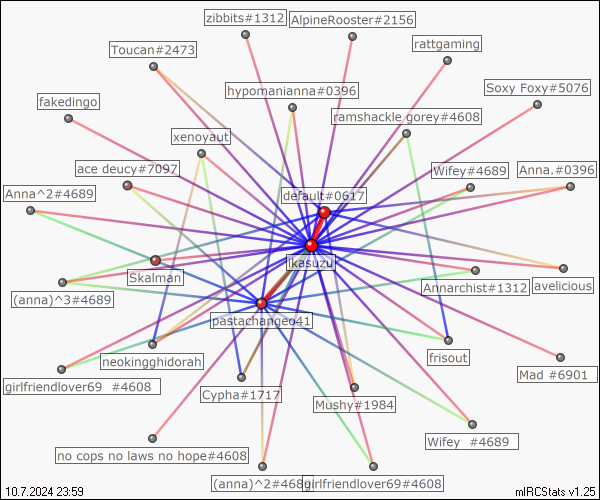 zibbits#1312
AlpineRooster#2156
Toucan#2473
rattgaming
hypomanianna#0396
Soxy Foxy#5076
fakedingo
ramshackle gorey#4608
xenoyaut
ace deucy#7097
Wifey#4689
Anna.#0396
Anna^2#4689
default#0617
ikasuzu
Skalman
(anna)^3#4689
Annarchist#1312
avelicious
pastachangeo41
neokingghidorah
frisout
girlfriendlover69 #4608
Mad #6901
Cypha#1717
Mushy#1984
Wifey #4689
no cops no laws no hope#4608
(anna)^2#468
girlfriendlover69#4608
10.7.2024 23:59
mIRCStats v1.25